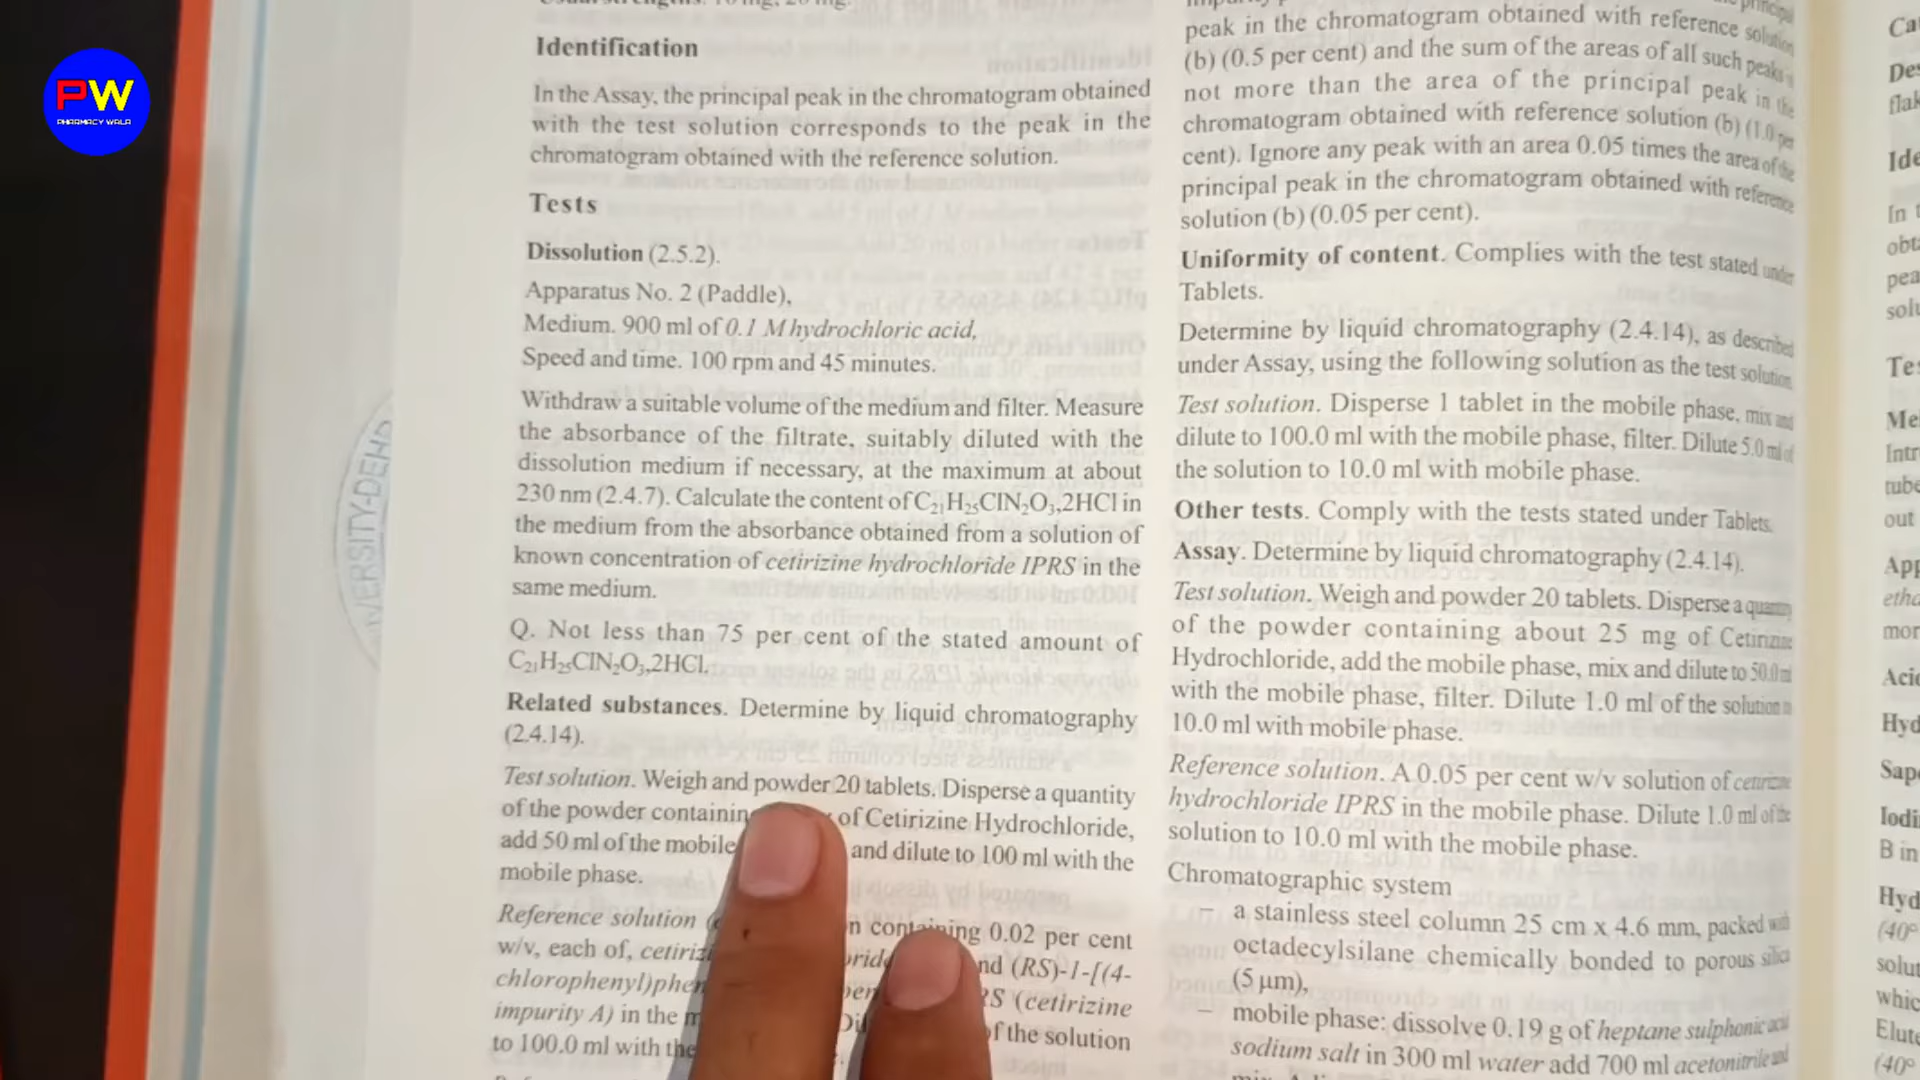 PW
PHARMACY WALA
Identification
In the Assay, the principal peak in the chromatogram obtained
with the test solution corresponds to the peak in the
chromatogram obtained with the reference solution.
Tests
Dissolution (2.5.2).
Apparatus No. 2 (Paddle),
Medium. 900 ml of 0.1 M hydrochloric acid,
Speed and time. 100 rpm and 45 minutes.
Withdraw a suitable volume of the medium and filter. Measure
the absorbance of the filtrate, suitably diluted with the
dissolution medium if necessary, at the maximum at about
230 nm (2.4.7). Calculate the content of C₂₁H₂₅ClN₂O₃,2HCl in
the medium from the absorbance obtained from a solution of
known concentration of cetirizine hydrochloride IPRS in the
same medium.
Q. Not less than 75 per cent of the stated amount of
C₂₁H₂₅ClN₂O₃,2HCl.
Related substances. Determine by liquid chromatography
(2.4.14).
Test solution. Weigh and powder 20 tablets. Disperse a quantity
of the powder of Cetirizine Hydrochloride,
add 50 ml of the mobile and dilute to 100 ml with the
mobile phase.
Reference solution containing 0.02 per cent
w/v, each of, and (RS)-1-[(4-
(cetirizine
impurity A) in the of the solution
to 100.0 ml with the
peak in the chromatogram obtained with reference solution
(b) (0.5 per cent) and the sum of the areas of all such peaks is
not more than the area of the principal peak in the
chromatogram obtained with reference solution (b) (1.0 per
cent). Ignore any peak with an area 0.05 times the area of the
principal peak in the chromatogram obtained with reference
solution (b) (0.05 per cent).
Uniformity of content. Complies with the test stated under
Tablets.
Determine by liquid chromatography (2.4.14), as described
under Assay, using the following solution as the test solution.
Test solution. Disperse 1 tablet in the mobile phase, mix and
dilute to 100.0 ml with the mobile phase, filter. Dilute 5.0 ml of
the solution to 10.0 ml with mobile phase.
Other tests. Comply with the tests stated under Tablets.
Assay. Determine by liquid chromatography (2.4.14).
Test solution. Weigh and powder 20 tablets. Disperse a quantity
of the powder containing about 25 mg of Cetirizine
Hydrochloride, add the mobile phase, mix and dilute to 50.0 ml
with the mobile phase, filter. Dilute 1.0 ml of the solution to
10.0 ml with mobile phase.
Reference solution. A 0.05 per cent w/v solution of cetirizine
hydrochloride IPRS in the mobile phase. Dilute 1.0 ml of the
solution to 10.0 ml with the mobile phase.
Chromatographic system
– a stainless steel column 25 cm x 4.6 mm, packed with
octadecylsilane chemically bonded to porous silica
(5 µm),
– mobile phase: dissolve 0.19 g of heptane sulphonic acid
sodium salt in 300 ml water add 700 ml acetonitrile and